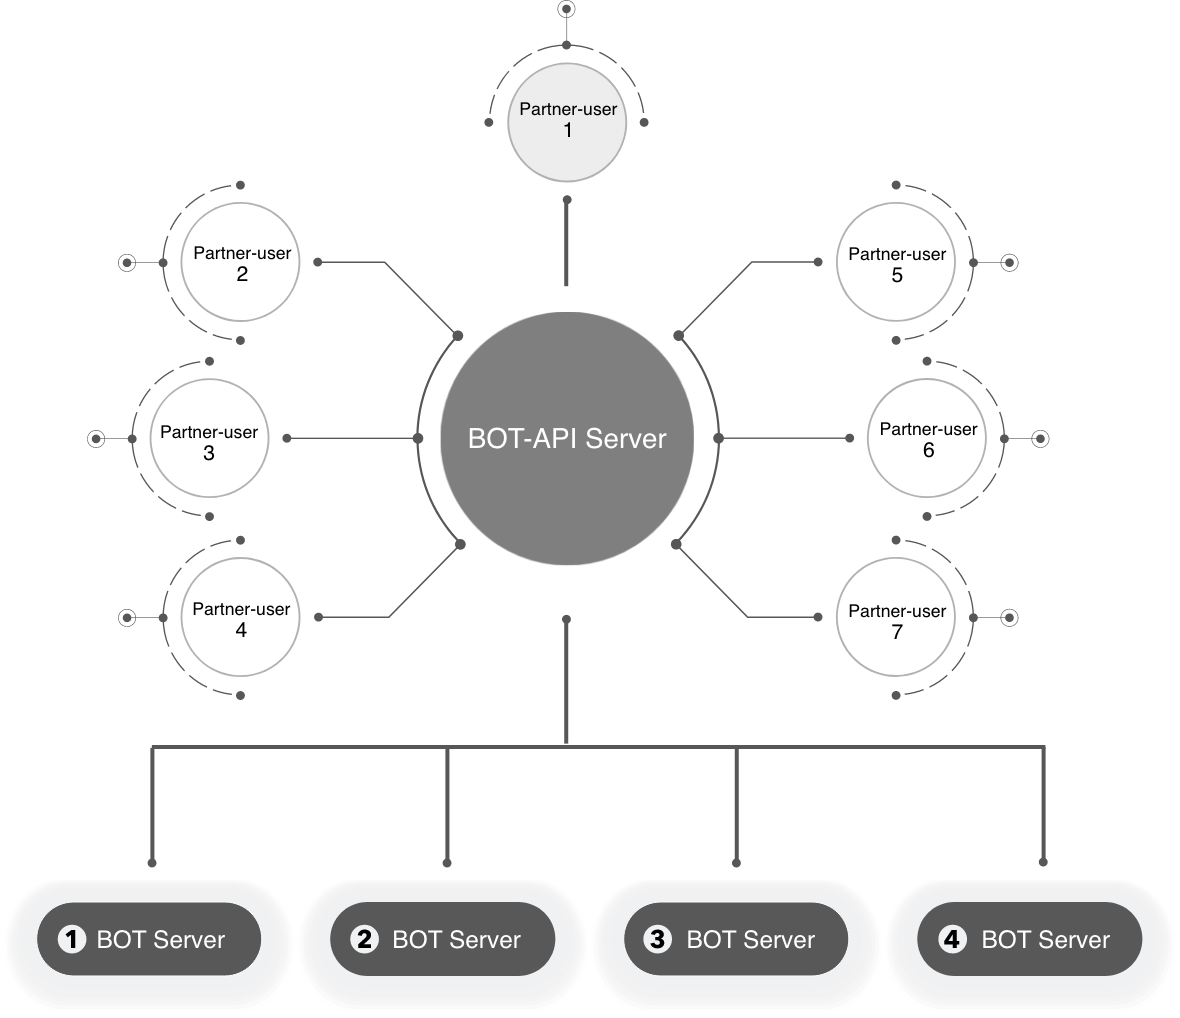 Partner-user
1
Partner-user
2
Partner-user
5
Partner-user
3
BOT-API Server
Partner-user
6
Partner-user
4
Partner-user
7
1 BOT Server
2 BOT Server
3 BOT Server
4 BOT Server